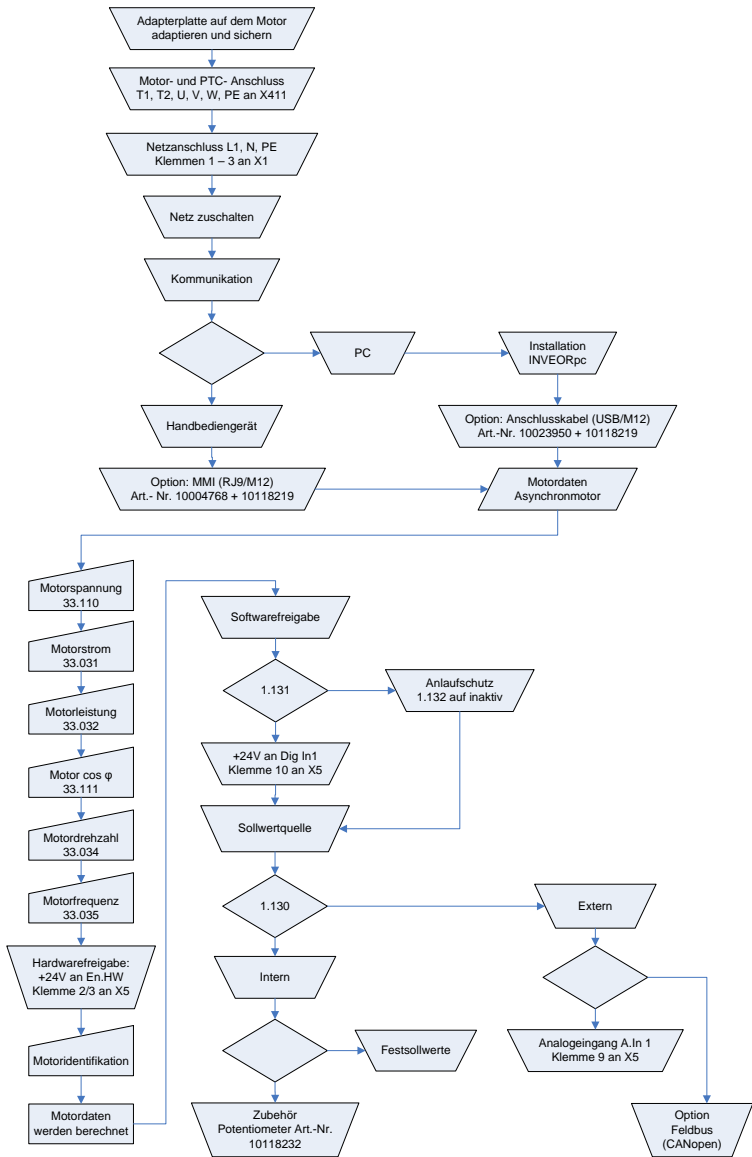 Adapterplatte auf dem Motor
adaptieren und sichern
Motor- und PTC- Anschluss
T1, T2, U, V, W, PE an X411
Netzanschluss L1, N, PE
Klemmen 1 – 3 an X1
Netz zuschalten
Kommunikation
PC
Installation
INVEORpc
Handbediengerät
Option: Anschlusskabel (USB/M12)
Art.-Nr. 10023950 + 10118219
Option: MMI (RJ9/M12)
Art.- Nr. 10004768 + 10118219
Motordaten
Asynchronmotor
Motorspannung
33.110
Motorstrom
33.031
Motorleistung
33.032
Motor cos φ
33.111
Motordrehzahl
33.034
Motorfrequenz
33.035
Hardwarefreigabe:
+24V an En.HW
Klemme 2/3 an X5
Motoridentifikation
Motordaten
werden berechnet
Softwarefreigabe
1.131
Anlaufschutz
1.132 auf inaktiv
+24V an Dig In1
Klemme 10 an X5
Sollwertquelle
1.130
Extern
Intern
Festsollwerte
Analogeingang A.In 1
Klemme 9 an X5
Zubehör
Potentiometer Art.-Nr.
10118232
Option
Feldbus
(CANopen)